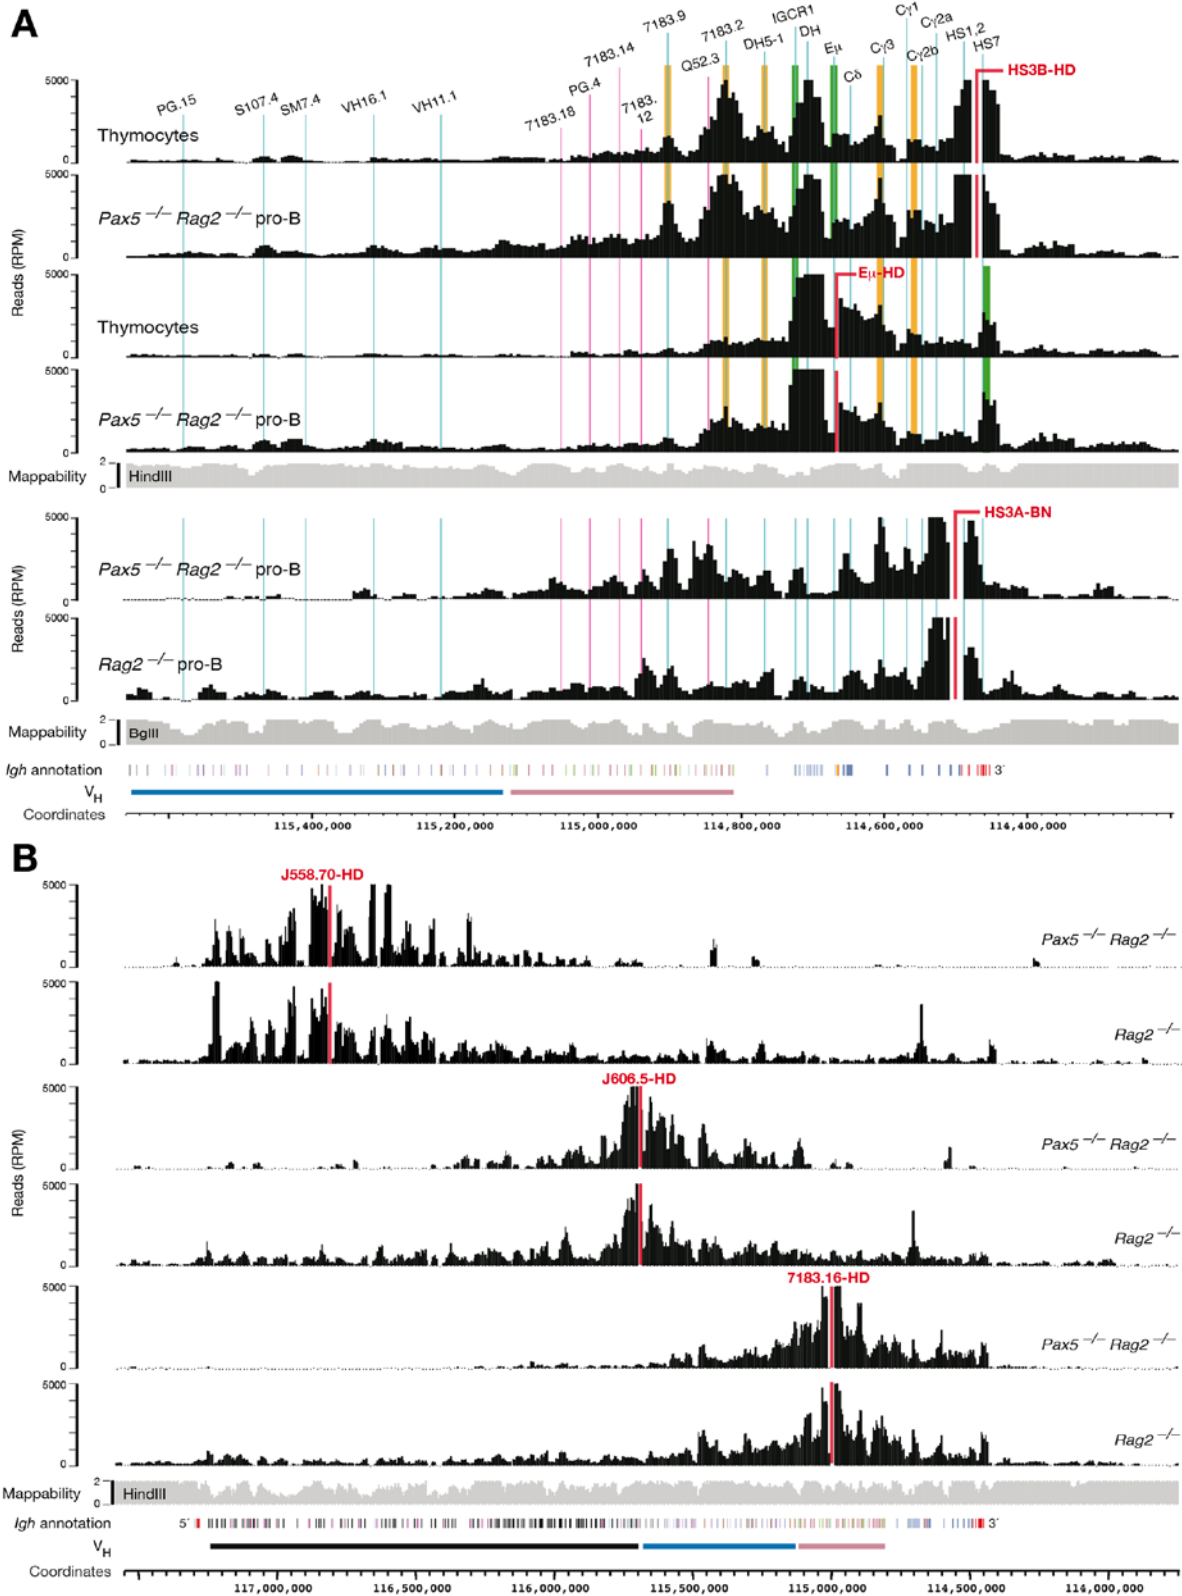 A
PG.15
S107.4
SM7.4
VH16.1
VH11.1
7183.18
PG.4
7183.14
7183.
12
7183.9
Q52.3
7183.2
DH5-1
IGCR1
DH
Eμ
Cδ
Cγ3
Cγ1
Cγ2b
Cγ2a
HS1,2
HS7
HS3B-HD
5000
Thymocytes
0
5000
Pax5 −/− Rag2 −/− pro-B
0
Reads (RPM)
5000
Eμ-HD
Thymocytes
0
5000
Pax5 −/− Rag2 −/− pro-B
0
2
Mappability
HindIII
0
5000
HS3A-BN
Pax5 −/− Rag2 −/− pro-B
Reads (RPM)
0
5000
Rag2 −/− pro-B
0
2
Mappability
BglII
0
Igh annotation
3´
VH
Coordinates
115,400,000
115,200,000
115,000,000
114,800,000
114,600,000
114,400,000
B
J558.70-HD
5000
Pax5 −/− Rag2 −/−
0
5000
Rag2 −/−
0
J606.5-HD
5000
Pax5 −/− Rag2 −/−
0
Reads (RPM)
5000
Rag2 −/−
0
7183.16-HD
5000
Pax5 −/− Rag2 −/−
0
5000
Rag2 −/−
0
2
Mappability
HindIII
0
Igh annotation
5´
3´
VH
Coordinates
117,000,000
116,500,000
116,000,000
115,500,000
115,000,000
114,500,000
114,000,000